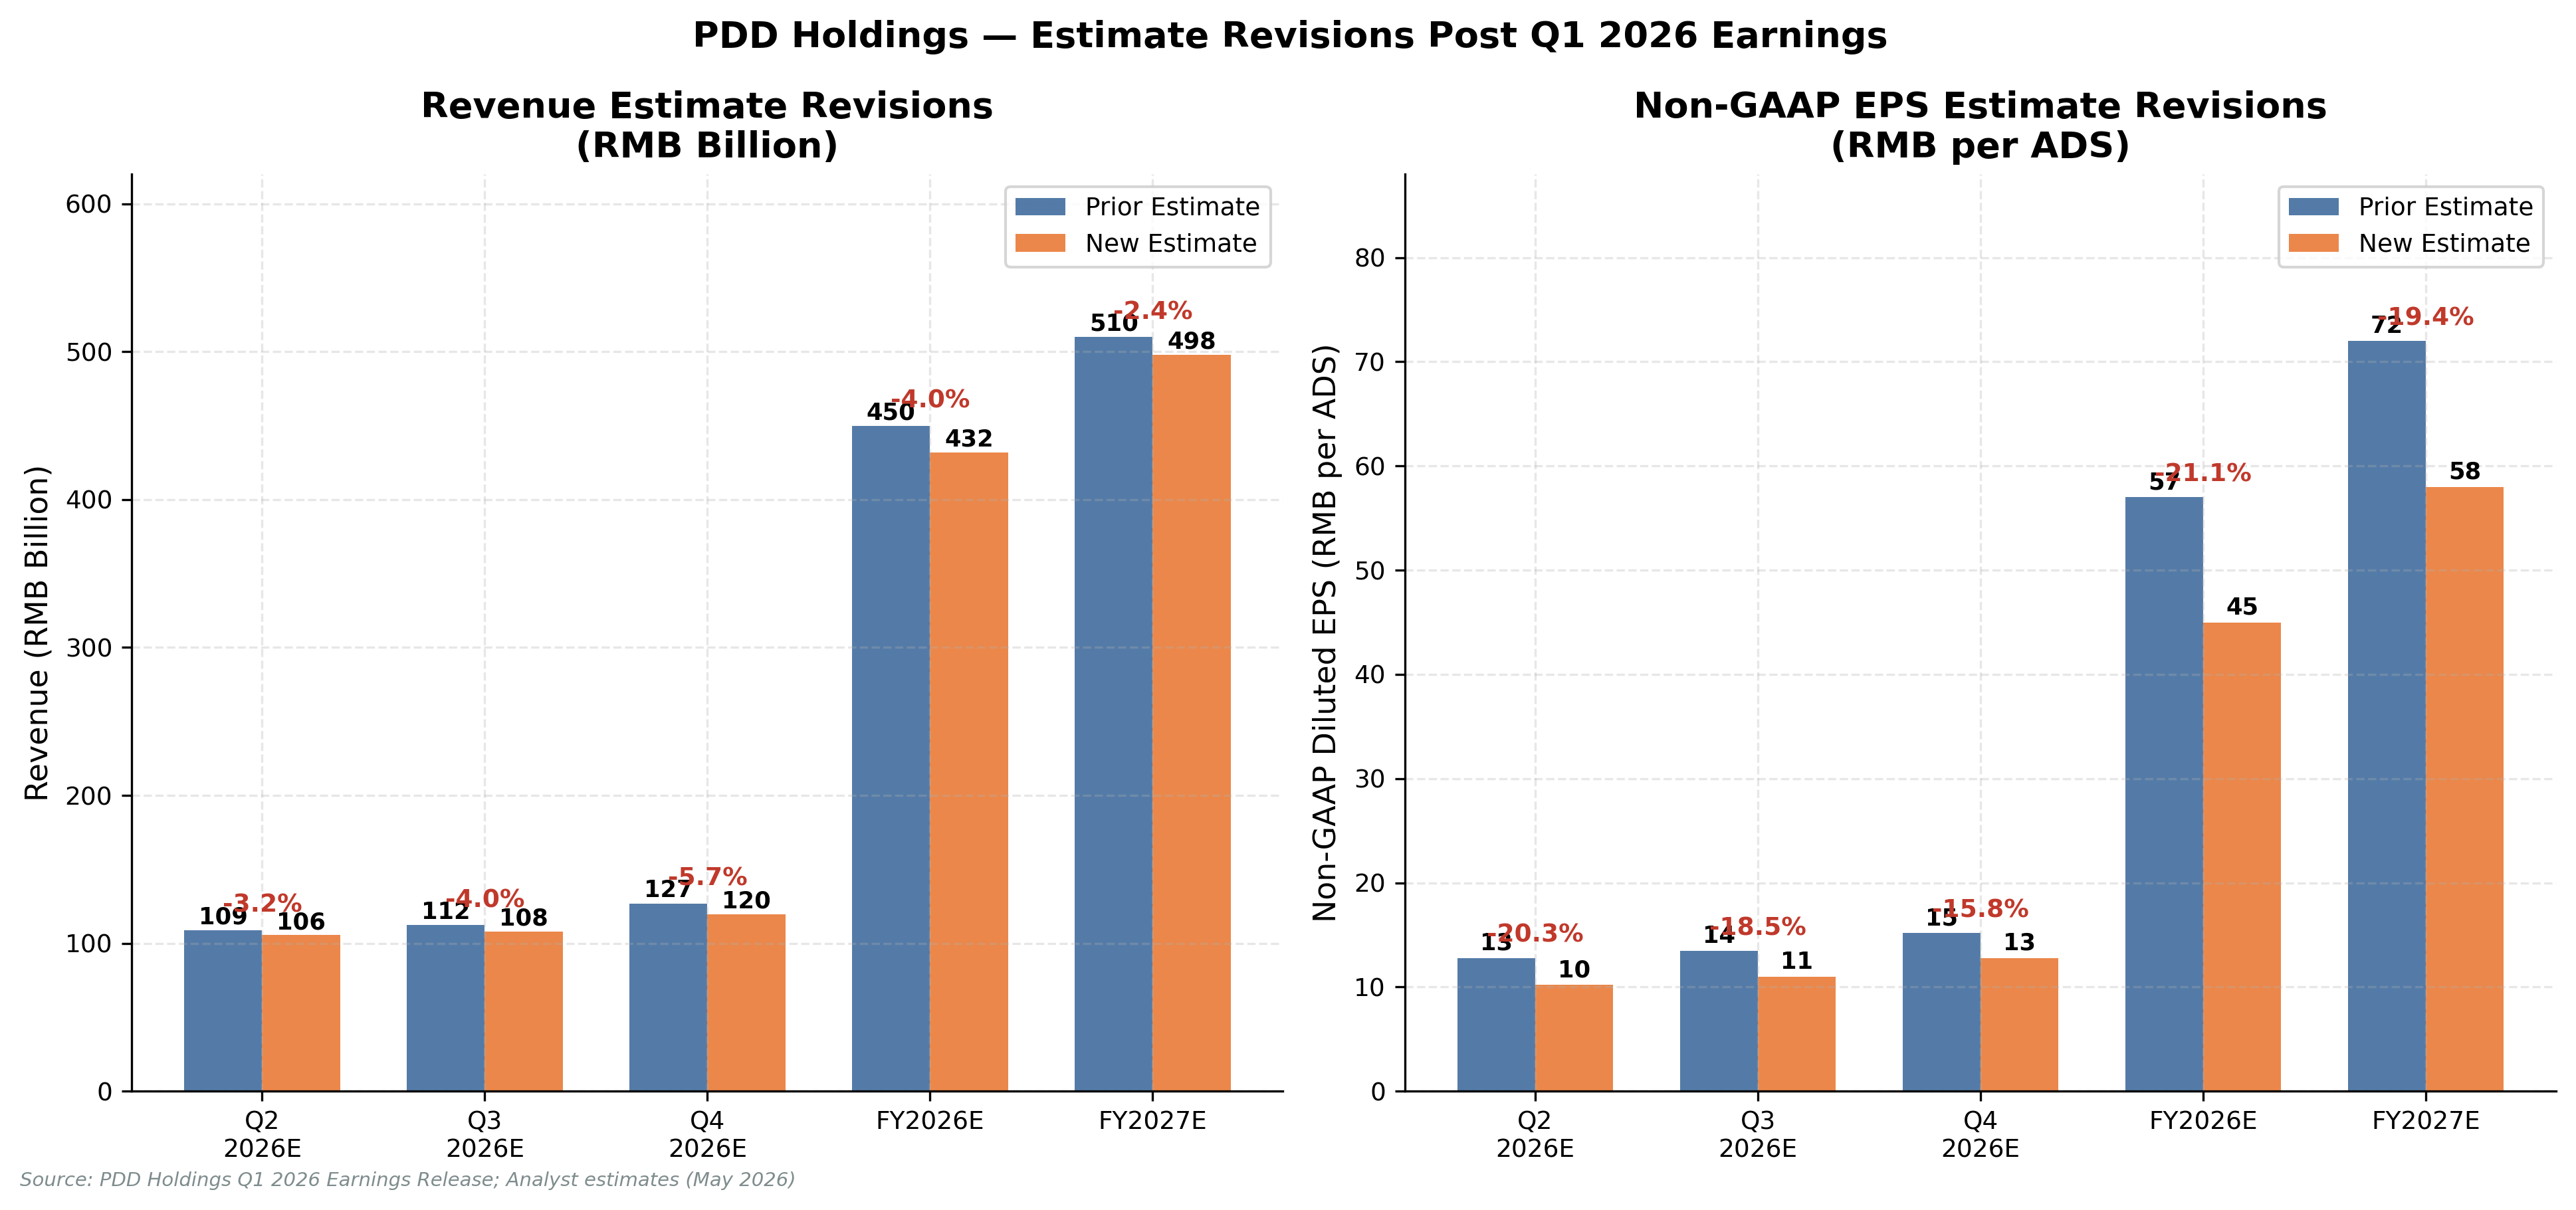 PDD Holdings — Estimate Revisions Post Q1 2026 Earnings
Revenue Estimate Revisions
(RMB Billion)
Revenue (RMB Billion)
600
500
400
300
200
100
0
Prior Estimate
New Estimate
-3.2%
109
106
-4.0%
112
108
-5.7%
127
120
-4.0%
450
432
-2.4%
510
498
Q2
2026E
Q3
2026E
Q4
2026E
FY2026E
FY2027E
Non-GAAP EPS Estimate Revisions
(RMB per ADS)
Non-GAAP Diluted EPS (RMB per ADS)
80
70
60
50
40
30
20
10
0
Prior Estimate
New Estimate
-20.3%
13
10
-18.5%
14
11
-15.8%
15
13
-21.1%
57
45
-19.4%
72
58
Q2
2026E
Q3
2026E
Q4
2026E
FY2026E
FY2027E
Source: PDD Holdings Q1 2026 Earnings Release; Analyst estimates (May 2026)